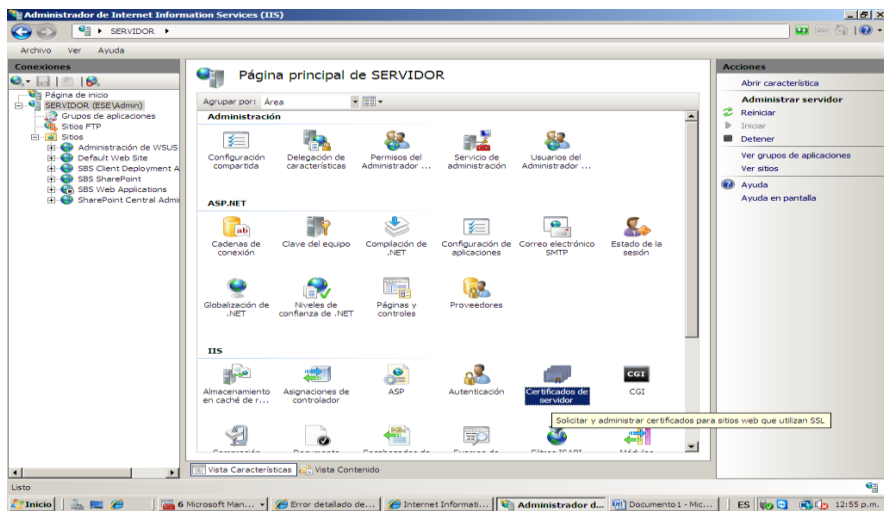 Administrador de Internet Information Services (IIS)
SERVIDOR
Archivo Ver Ayuda
Conexiones
Página de inicio
SERVIDOR (ESE\Admin)
Grupos de aplicaciones
Sitios FTP
Sitios
Administración de WSUS
Default Web Site
SBS Client Deployment A
SBS SharePoint
SBS Web Applications
SharePoint Central Admi
Página principal de SERVIDOR
Agrupar por: Área
Administración
Configuración compartida
Delegación de características
Permisos del Administrador ...
Servicio de administración
Usuarios del Administrador ...
ASP.NET
Cadenas de conexión
Clave del equipo
Compilación de .NET
Configuración de aplicaciones
Correo electrónico SMTP
Estado de la sesión
Globalización de .NET
Niveles de confianza de .NET
Páginas y controles
Proveedores
IIS
Almacenamiento en caché de r...
Asignaciones de controlador
ASP
Autenticación
Certificados de servidor
CGI
CGI
Solicitar y administrar certificados para sitios web que utilizan SSL
Vista Características
Vista Contenido
Acciones
Abrir característica
Administrar servidor
Reiniciar
Iniciar
Detener
Ver grupos de aplicaciones
Ver sitios
Ayuda
Ayuda en pantalla
Listo
Inicio
6 Microsoft Man...
Error detallado de...
Internet Informati...
Administrador d...
Documento1 - Mic...
ES
12:55 p.m.